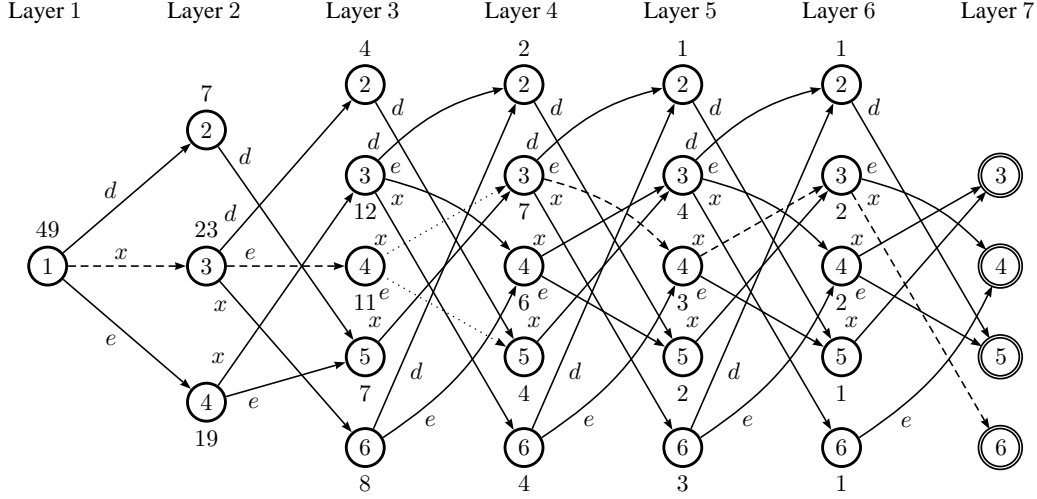 Layer 1 Layer 2 Layer 3 Layer 4 Layer 5 Layer 6 Layer 7
4 2 1 1
2 2 2 2
7 d d d d
2
d d d
d e e e e
3 3 3 3 3
d 12 x 7 x 4 x 2 x
49 23 d
x x x x
1 x 3 e 4 4 4 4 4
x 11 e 6 e 3 e 2 e
x x x x
e x 5 5 5 5 5
7 4 2 1
4 e d d d
19
e e e e
6 6 6 6 6
8 4 3 1